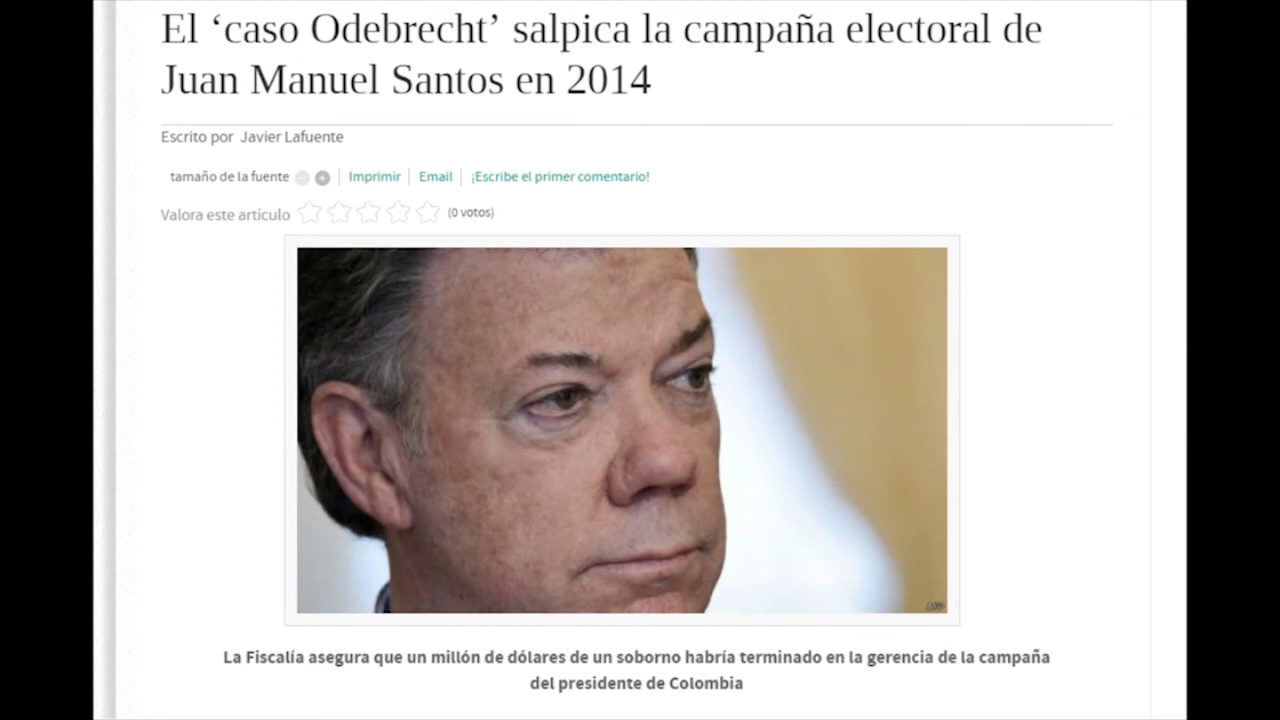 El ‘caso Odebrecht’ salpica la campaña electoral de
Juan Manuel Santos en 2014
Escrito por Javier Lafuente
tamaño de la fuente Imprimir Email ¡Escribe el primer comentario!
Valora este artículo (0 votos)
AFP
La Fiscalía asegura que un millón de dólares de un soborno habría terminado en la gerencia de la campaña
del presidente de Colombia